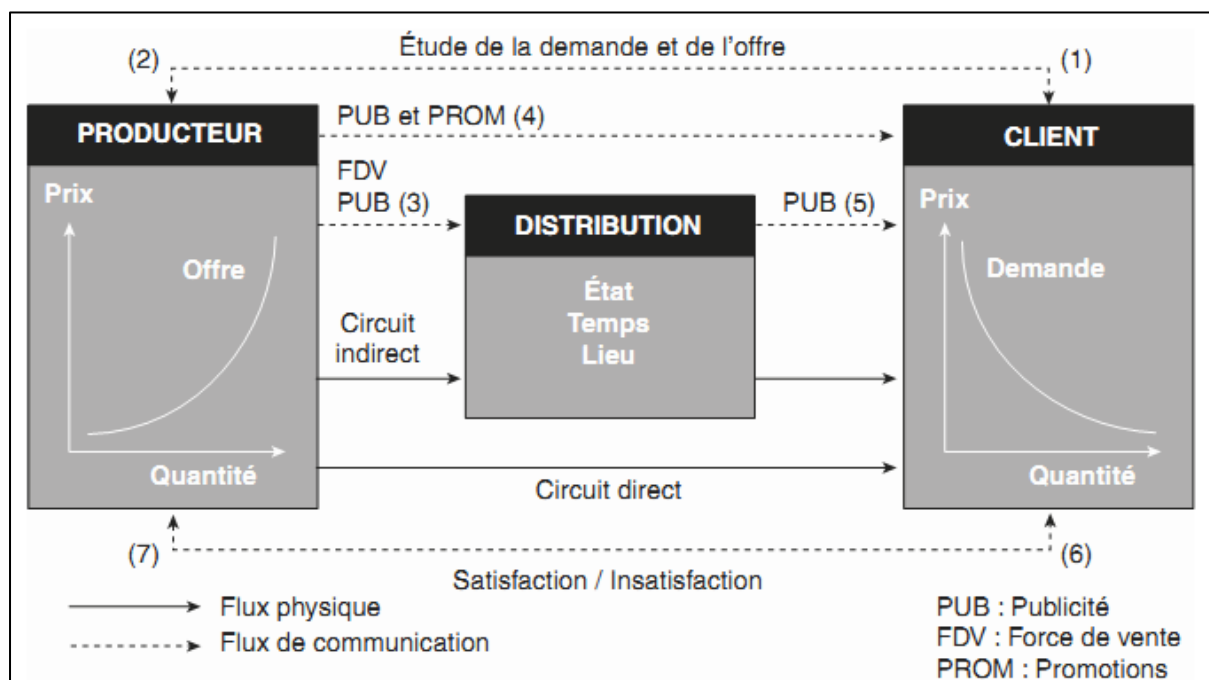 Étude de la demande et de l'offre
(2)
(1)
PRODUCTEUR
PUB et PROM (4)
CLIENT
Prix
FDV
PUB (3)
DISTRIBUTION
PUB (5)
Prix
Offre
État
Temps
Lieu
Demande
Circuit
indirect
Quantité
Circuit direct
Quantité
(7)
(6)
Satisfaction / Insatisfaction
Flux physique
Flux de communication
PUB : Publicité
FDV : Force de vente
PROM : Promotions